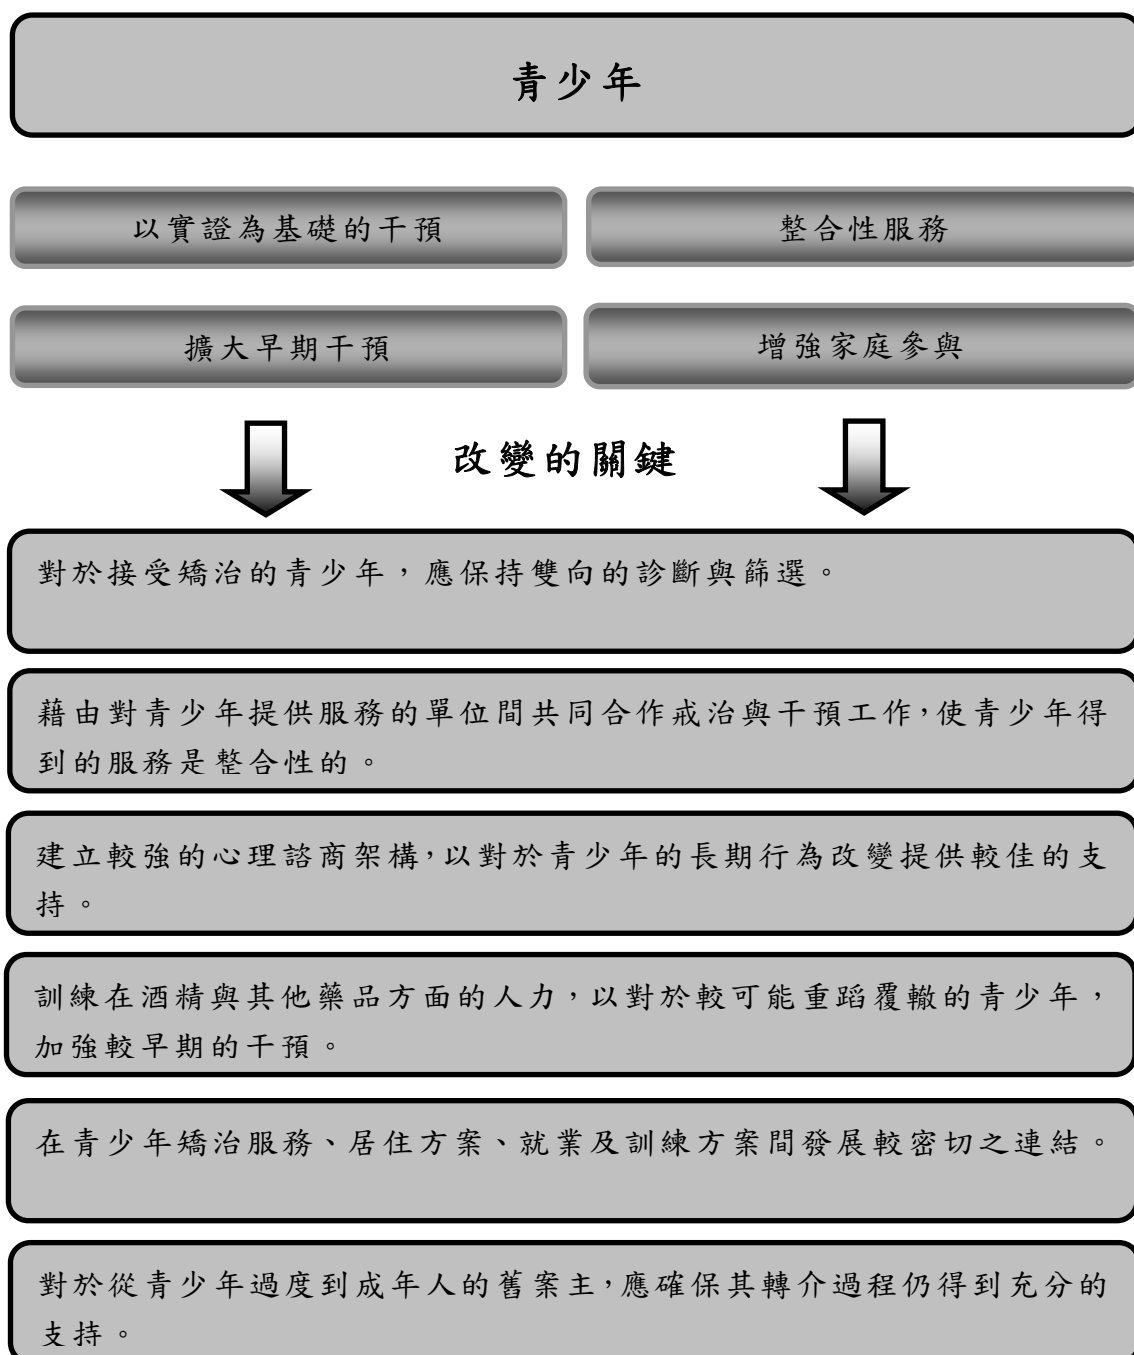 青少年
以實證為基礎的干預
整合性服務
擴大早期干預
增強家庭參與
改變的關鍵
對於接受矯治的青少年，應保持雙向的診斷與篩選。
藉由對青少年提供服務的單位間共同合作戒治與干預工作，使青少年得
到的服務是整合性的。
建立較強的心理諮商架構，以對於青少年的長期行為改變提供較佳的支
持。
訓練在酒精與其他藥品方面的人力，以對於較可能重蹈覆轍的青少年，
加強較早期的干預。
在青少年矯治服務、居住方案、就業及訓練方案間發展較密切之連結。
對於從青少年過度到成年人的舊案主，應確保其轉介過程仍得到充分的
支持。